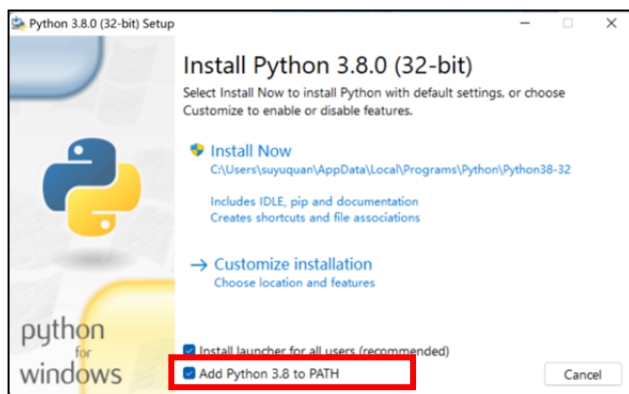 Python 3.8.0 (32-bit) Setup
Install Python 3.8.0 (32-bit)
Select Install Now to install Python with default settings, or choose
Customize to enable or disable features.
Install Now
C:\Users\suyuquan\AppData\Local\Programs\Python\Python38-32
Includes IDLE, pip and documentation
Creates shortcuts and file associations
Customize installation
Choose location and features
python
for
windows
Install launcher for all users (recommended)
Add Python 3.8 to PATH
Cancel